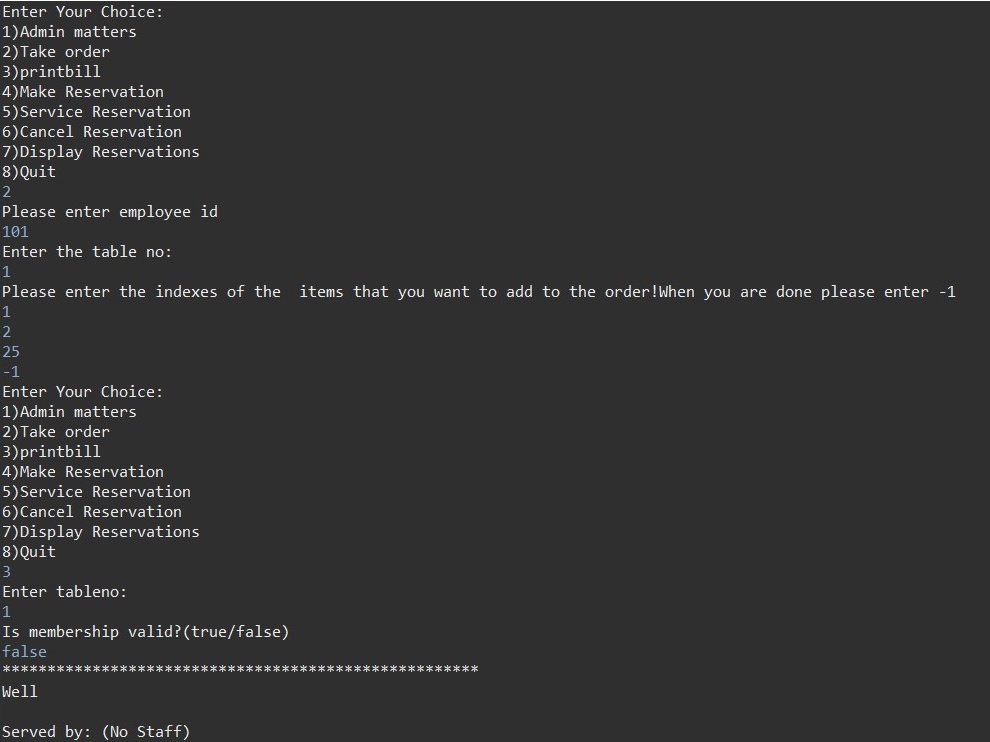 Enter Your Choice:
1)Admin matters
2)Take order
3)printbill
4)Make Reservation
5)Service Reservation
6)Cancel Reservation
7)Display Reservations
8)Quit
2
Please enter employee id
101
Enter the table no:
1
Please enter the indexes of the  items that you want to add to the order!When you are done please enter -1
1
2
25
-1
Enter Your Choice:
1)Admin matters
2)Take order
3)printbill
4)Make Reservation
5)Service Reservation
6)Cancel Reservation
7)Display Reservations
8)Quit
3
Enter tableno:
1
Is membership valid?(true/false)
false
*****************************************************
Well

Served by: (No Staff)